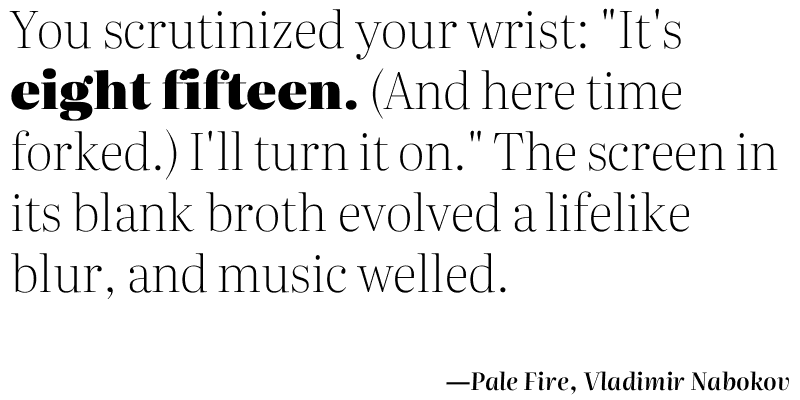 You scrutinized your wrist: "It's
eight fifteen. (And here time
forked.) I'll turn it on." The screen in
its blank broth evolved a lifelike
blur, and music welled.
—Pale Fire, Vladimir Nabokov